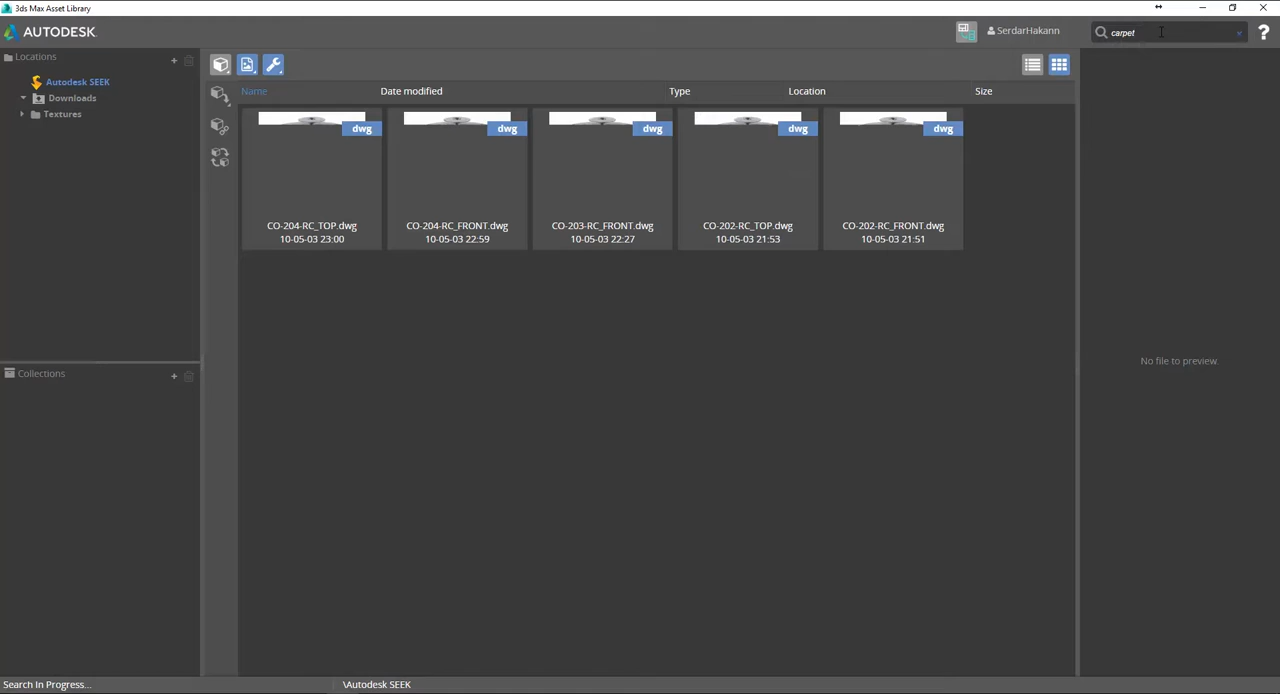 3ds Max Asset Library
AUTODESK
SerdarHakann
carpet
?
Locations
Autodesk SEEK
Downloads
Textures
Name Date modified Type Location Size
dwg dwg dwg dwg dwg
CO-204-RC_TOP.dwg CO-204-RC_FRONT.dwg CO-203-RC_FRONT.dwg CO-202-RC_TOP.dwg CO-202-RC_FRONT.dwg
10-05-03 23:00 10-05-03 22:59 10-05-03 22:27 10-05-03 21:53 10-05-03 21:51
No file to preview.
Collections
Search In Progress... \Autodesk SEEK